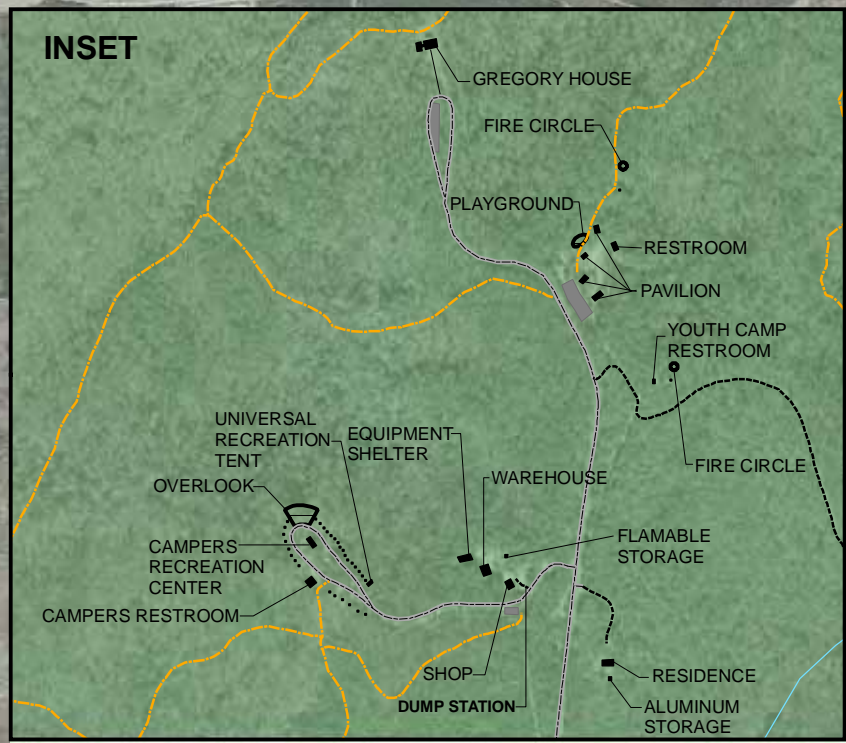 INSET
GREGORY HOUSE
FIRE CIRCLE
PLAYGROUND
RESTROOM
PAVILION
YOUTH CAMP
RESTROOM
UNIVERSAL
RECREATION
TENT
EQUIPMENT
SHELTER
WAREHOUSE
FIRE CIRCLE
OVERLOOK
CAMPERS
RECREATION
CENTER
FLAMABLE
STORAGE
CAMPERS RESTROOM
SHOP
RESIDENCE
DUMP STATION
ALUMINUM
STORAGE